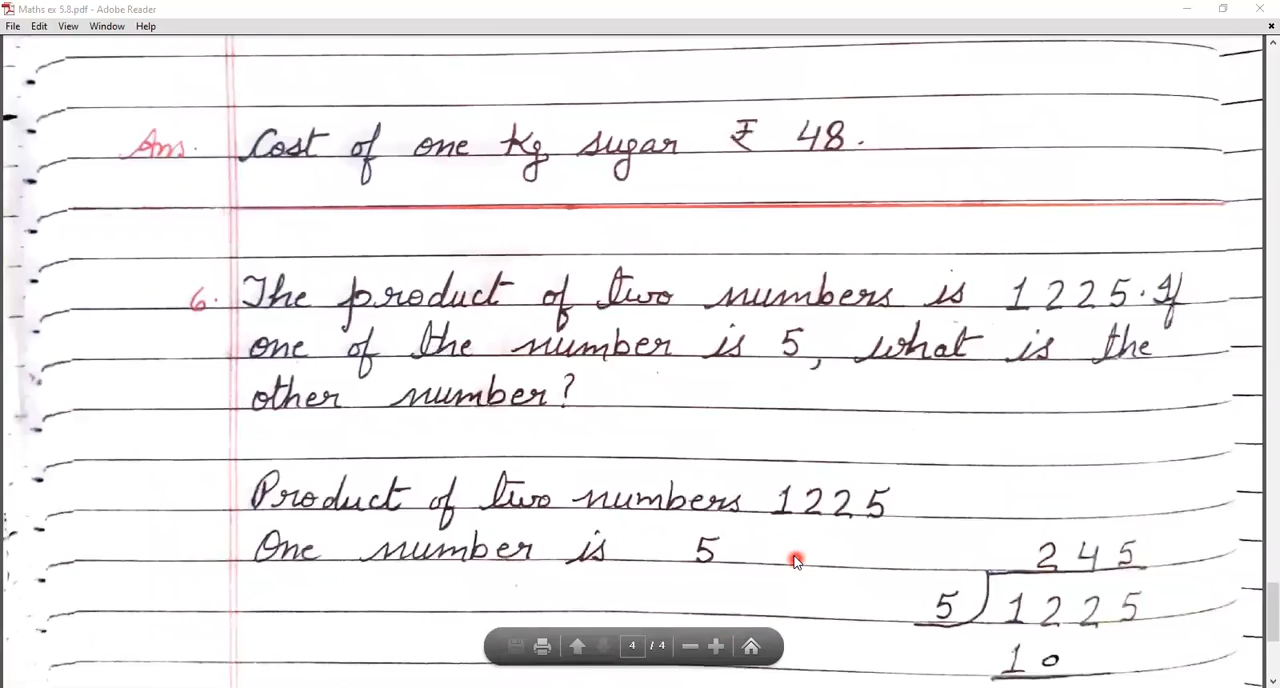 Maths ex 5.8.pdf - Adobe Reader
File Edit View Window Help
Ans. Cost of one Kg sugar ₹ 48.
6. The product of two numbers is 1225. If
one of the number is 5, what is the
other number?
Product of two numbers 1225
One number is 5
245
5 1225
4 / 4
10